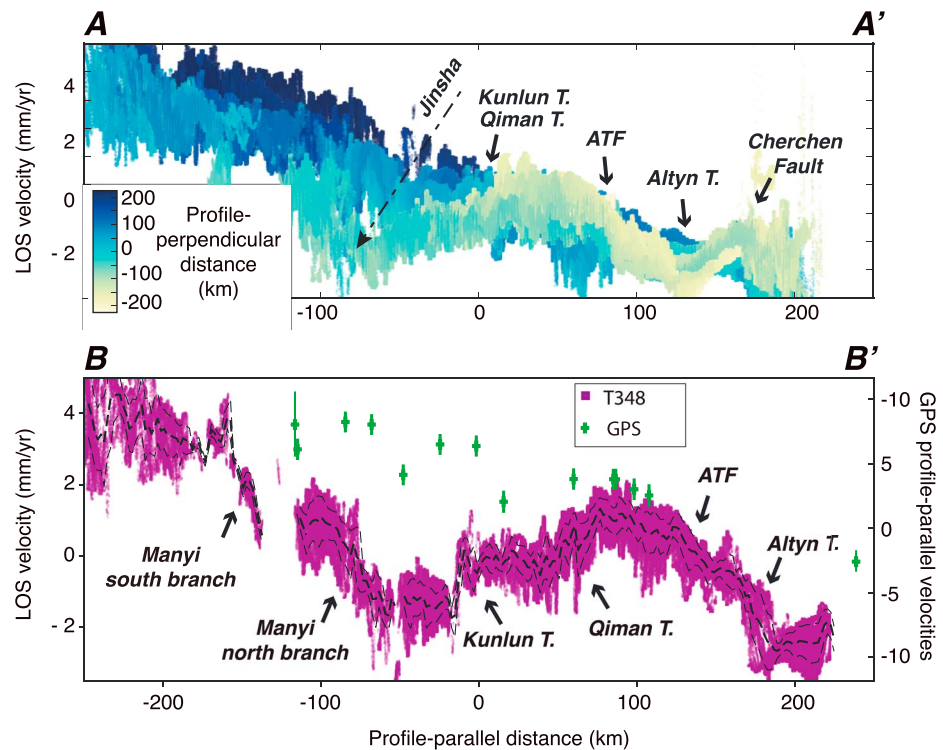 A
A'
LOS velocity (mm/yr)
4
2
0
- 2
Jinsha
Kunlun T.
Qiman T.
ATF
Altyn T.
Cherchen
Fault
200
100
0
-100
-200
Profile-
perpendicular
distance
(km)
-100
0
100
200
B
B'
LOS velocity (mm/yr)
4
2
0
- 2
T348
GPS
ATF
Altyn T.
Manyi
south branch
Manyi
north branch
Kunlun T.
Qiman T.
-10
5
0
-5
-10
GPS profile-parallel velocities
-200
-100
0
100
200
Profile-parallel distance (km)